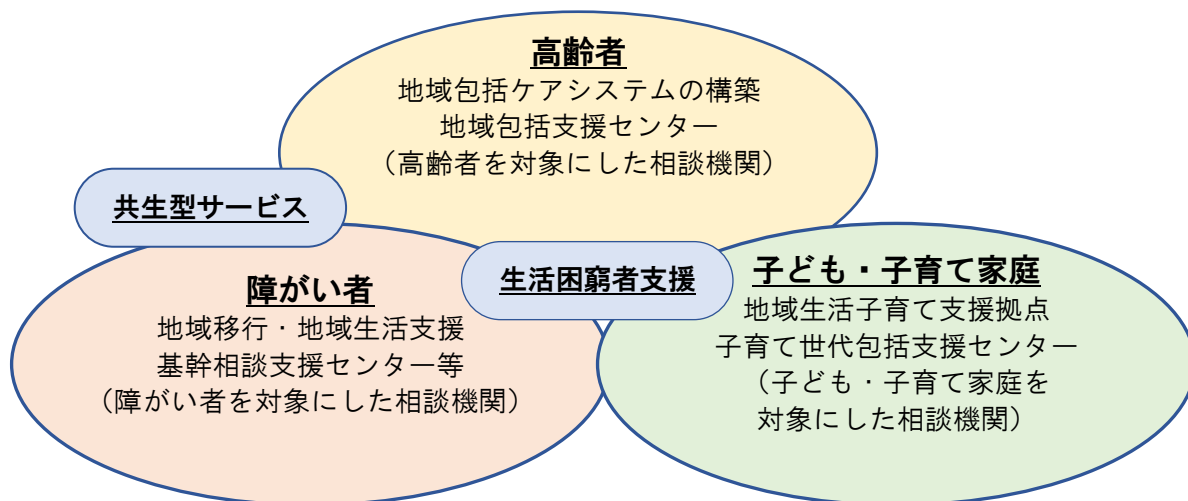 高齢者
地域包括ケアシステムの構築
地域包括支援センター
（高齢者を対象にした相談機関）
共生型サービス
生活困窮者支援
障がい者
地域移行・地域生活支援
基幹相談支援センター等
（障がい者を対象にした相談機関）
子ども・子育て家庭
地域生活子育て支援拠点
子育て世代包括支援センター
（子ども・子育て家庭を
対象にした相談機関）